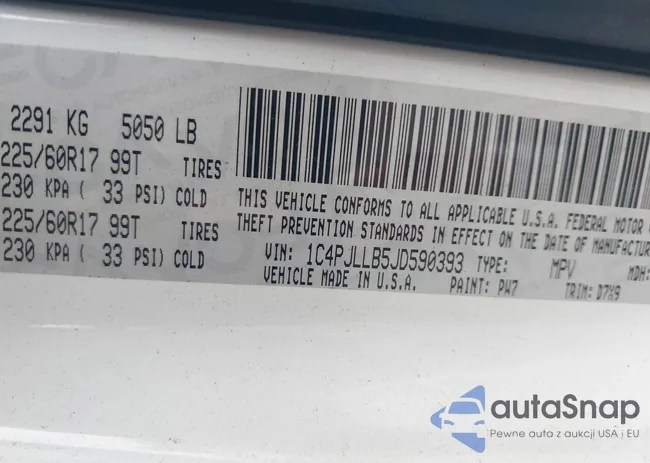 2291 KG 5050 LB
225/60R17 99T TIRES
230 KPA ( 33 PSI) COLD
225/60R17 99T TIRES
230 KPA ( 33 PSI) COLD
THIS VEHICLE CONFORMS TO ALL APPLICABLE U.S.A. FEDERAL MOTOR
THEFT PREVENTION STANDARDS IN EFFECT ON THE DATE OF MANUFACTUR
VIN: 1C4PJLLB5JD590393 TYPE: MPV MDH:
VEHICLE MADE IN U.S.A. PAINT: PW7 TRIM: D7X9
autaSnap
Pewne auta z aukcji USA i EU